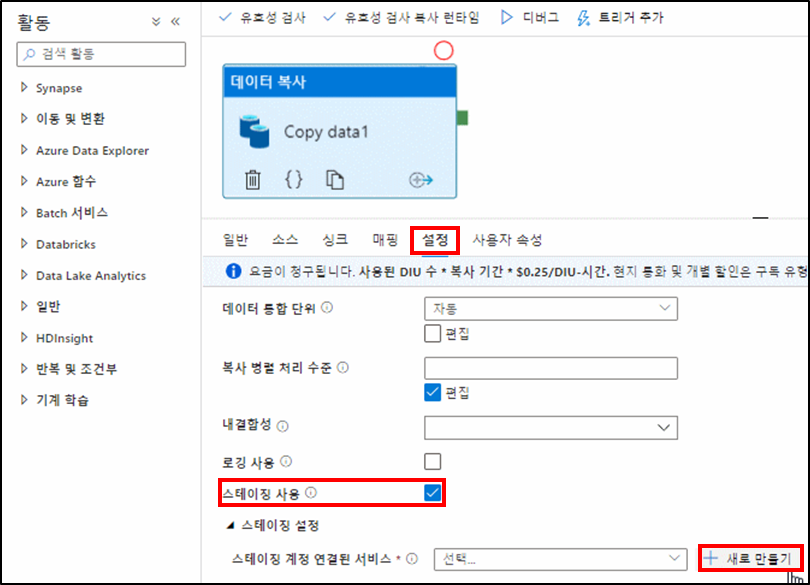 활동
검색 활동
Synapse
이동 및 변환
Azure Data Explorer
Azure 함수
Batch 서비스
Databricks
Data Lake Analytics
일반
HDInsight
반복 및 조건부
기계 학습
유효성 검사 유효성 검사 복사 런타임 디버그 트리거 추가
데이터 복사
Copy data1
{}
일반 소스 싱크 매핑 설정 사용자 속성
요금이 청구됩니다. 사용된 DIU 수 * 복사 기간 * $0.25/DIU-시간. 현지 통화 및 개별 할인은 구독 유형
데이터 통합 단위 자동
편집
복사 병렬 처리 수준
편집
내결함성
로깅 사용
스테이징 사용
스테이징 설정
스테이징 계정 연결된 서비스 * 선택... + 새로 만들기